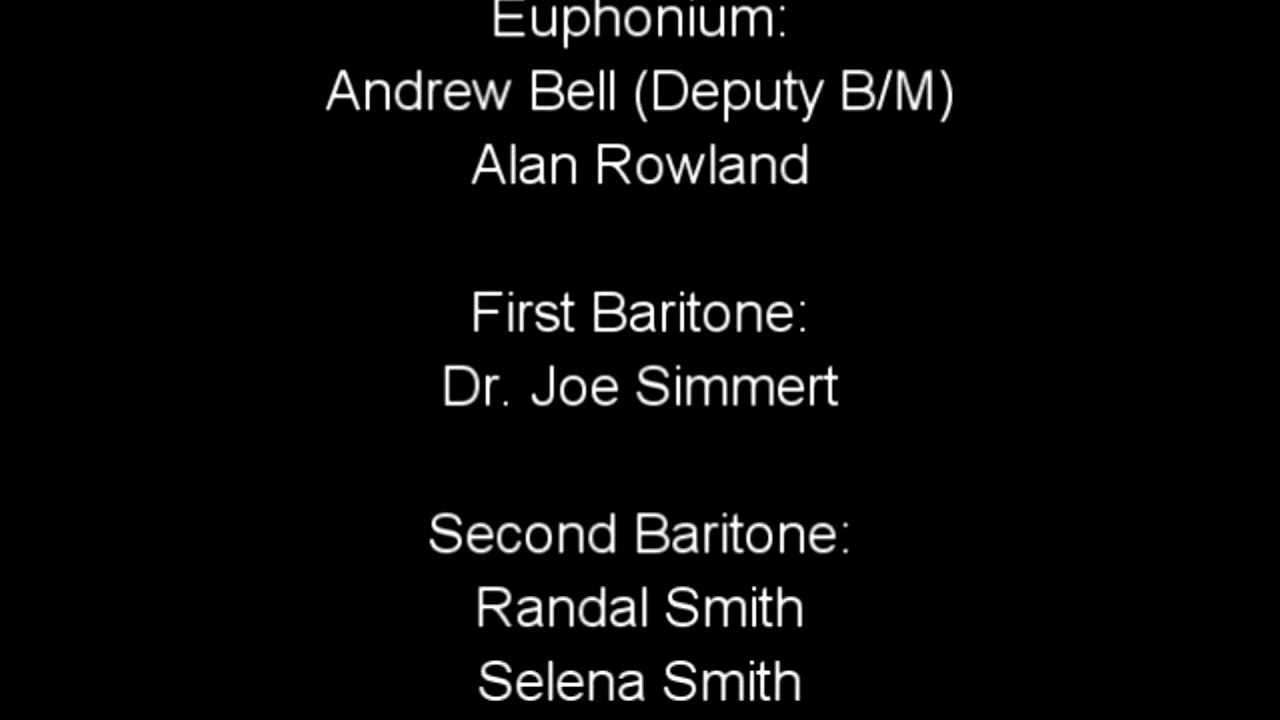 Euphonium:
Andrew Bell (Deputy B/M)
Alan Rowland
First Baritone:
Dr. Joe Simmert
Second Baritone:
Randal Smith
Selena Smith